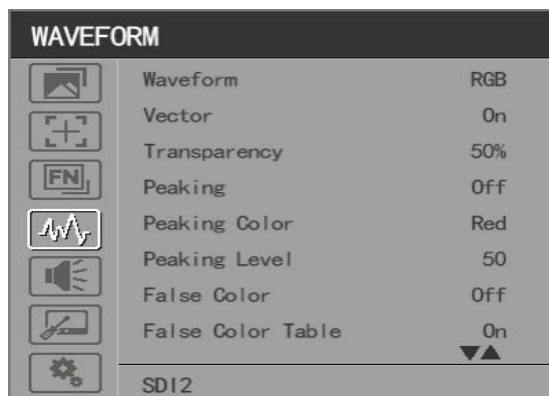 WAVEFORM
Waveform RGB
Vector On
Transparency 50%
FN
Peaking Off
Peaking Color Red
Peaking Level 50
False Color Off
False Color Table On
SDI2